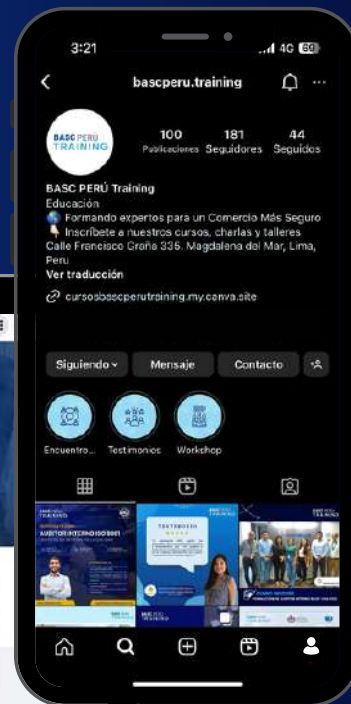 3:21
4G 69
bascperu.training
BASC PERÚ
TRAINING
100
Publicaciones
181
Seguidores
44
Seguidos
BASC PERÚ Training
Educación
🌎 Formando expertos para un Comercio Más Seguro
👇 Inscríbete a nuestros cursos, charlas y talleres
Calle Francisco Graña 335. Magdalena del Mar, Lima,
Peru
Ver traducción
cursosbascperutraining.my.canva.site
Siguiendo
Mensaje
Contacto
Encuentro...
Testimonios
Workshop
AUDITOR INTERNO ISO 9001
TESTIMONIO